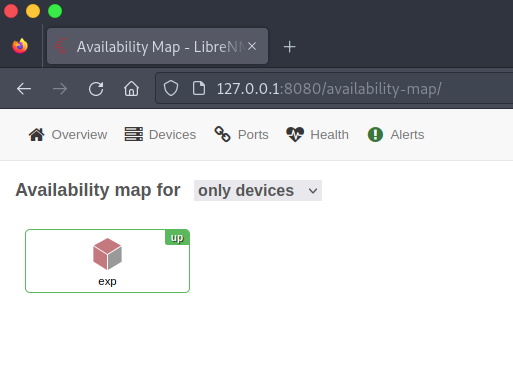 Availability Map - LibreN
127.0.0.1:8080/availability-map/
Overview Devices Ports Health Alerts
Availability map for only devices
up
exp